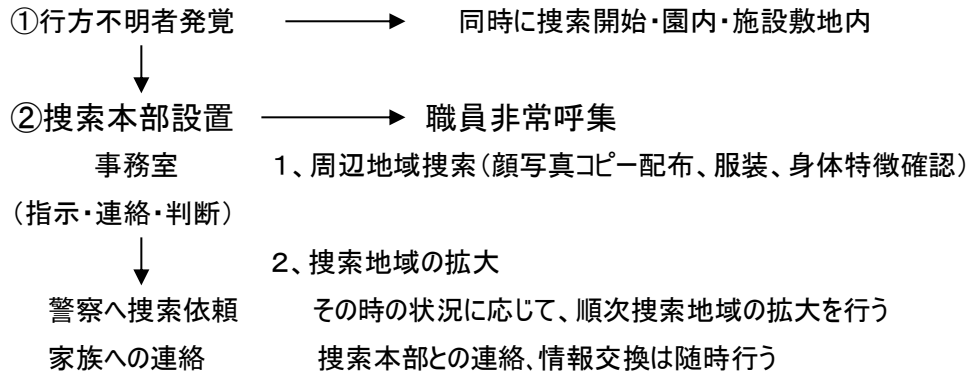 ①行方不明者発覚 同時に捜索開始・園内・施設敷地内
②捜索本部設置 職員非常呼集
事務室 1、周辺地域捜索(顔写真コピー配布、服装、身体特徴確認)
(指示・連絡・判断)
2、捜索地域の拡大
警察へ捜索依頼 その時の状況に応じて、順次捜索地域の拡大を行う
家族への連絡 捜索本部との連絡、情報交換は随時行う